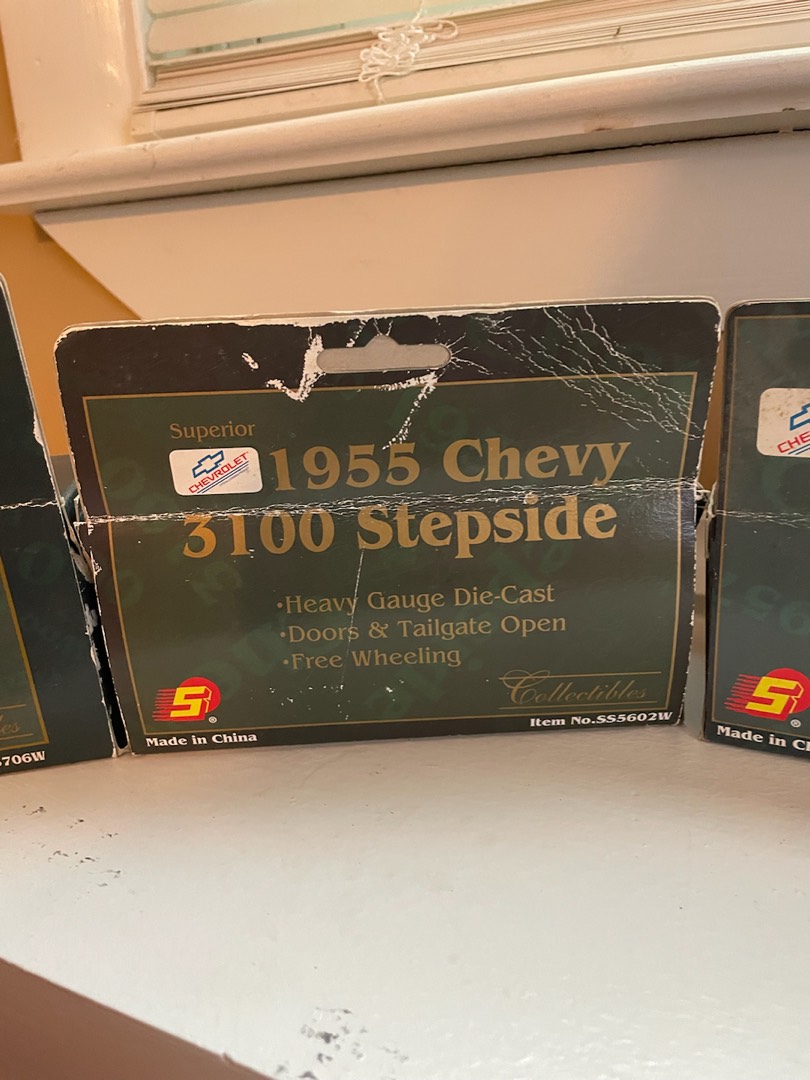 Superior
CHEVROLET
1955 Chevy
3100 Stepside
•Heavy Gauge Die-Cast
•Doors & Tailgate Open
•Free Wheeling
Collectibles
S®
Made in China
Item No.SS5602W
706W
S®
Made in